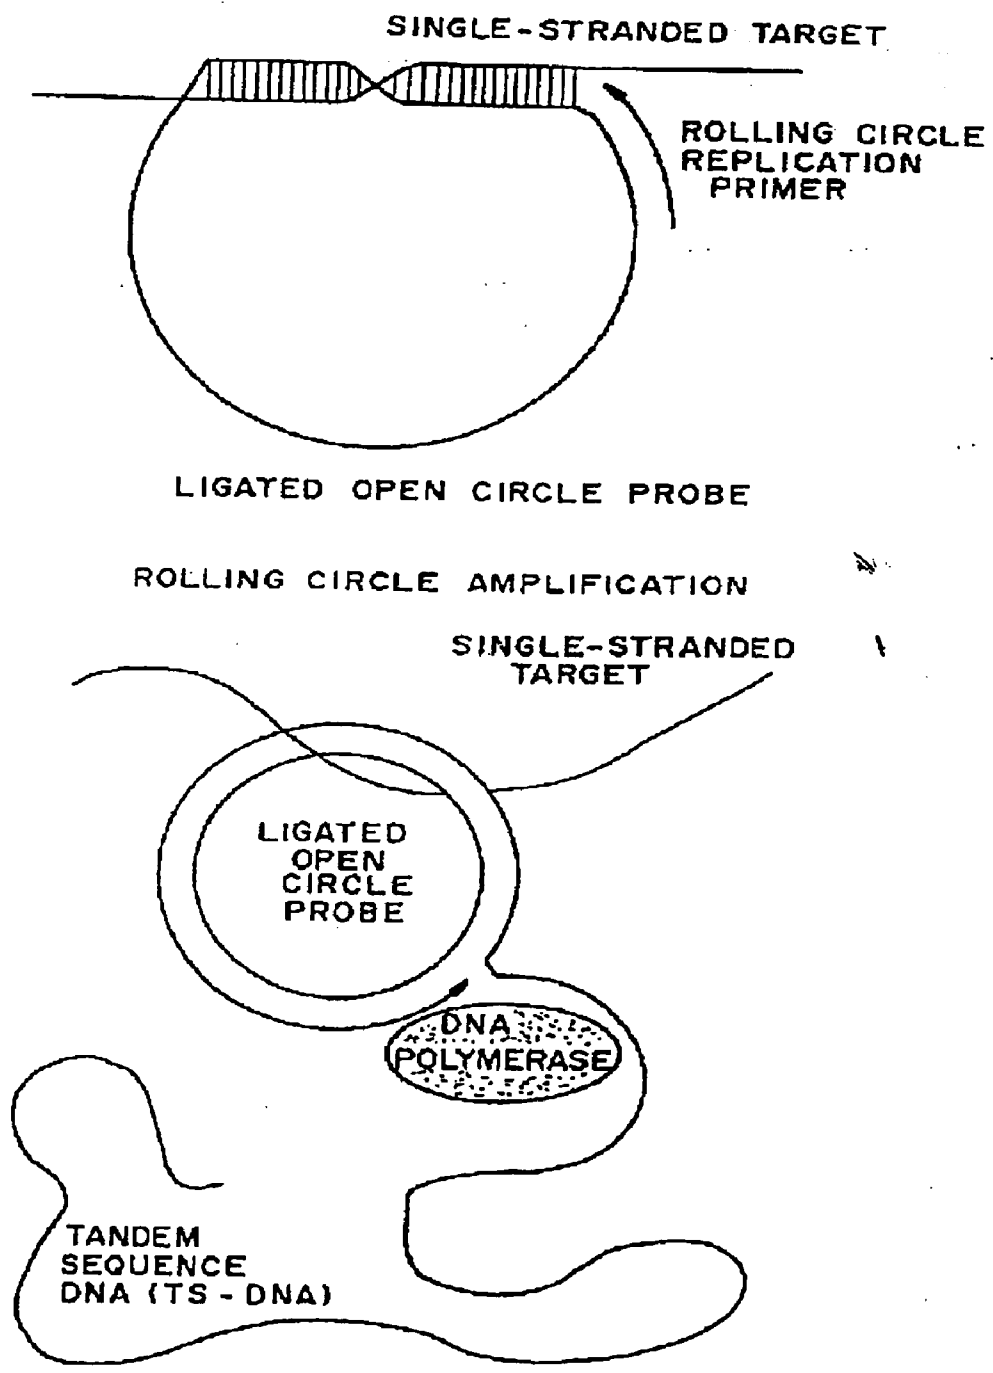 SINGLE-STRANDED TARGET
ROLLING CIRCLE
REPLICATION
PRIMER
LIGATED OPEN CIRCLE PROBE
ROLLING CIRCLE AMPLIFICATION
SINGLE-STRANDED
TARGET
LIGATED
OPEN
CIRCLE
PROBE
DNA
POLYMERASE
TANDEM
SEQUENCE
DNA (TS-DNA)